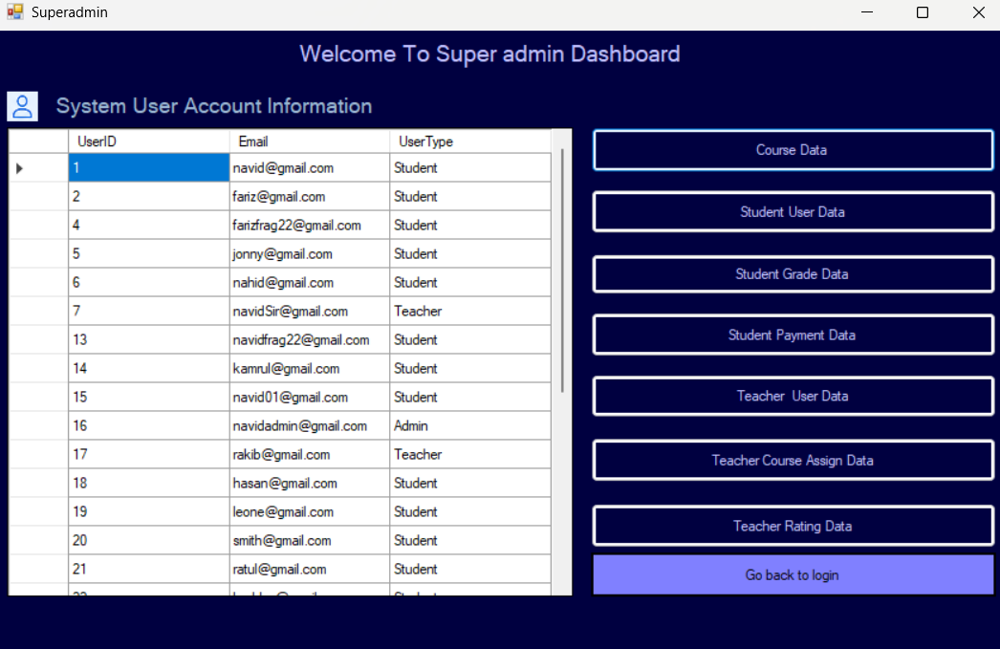 Superadmin
Welcome To Super admin Dashboard
System User Account Information
UserID Email UserType
1 navid@gmail.com Student
2 fariz@gmail.com Student
4 farizfrag22@gmail.com Student
5 jonny@gmail.com Student
6 nahid@gmail.com Student
7 navidSir@gmail.com Teacher
13 navidfrag22@gmail.com Student
14 kamrul@gmail.com Student
15 navid01@gmail.com Student
16 navidadmin@gmail.com Admin
17 rakib@gmail.com Teacher
18 hasan@gmail.com Student
19 leone@gmail.com Student
20 smith@gmail.com Student
21 ratul@gmail.com Student
Course Data
Student User Data
Student Grade Data
Student Payment Data
Teacher  User Data
Teacher Course Assign Data
Teacher Rating Data
Go back to login